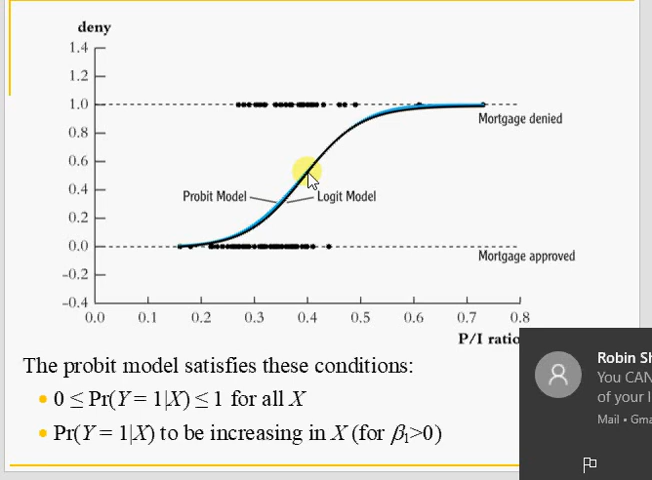 deny
1.4
1.2
1.0
Mortgage denied
0.8
0.6
0.4
Probit Model
Logit Model
0.2
0.0
Mortgage approved
-0.2
-0.4
0.0 0.1 0.2 0.3 0.4 0.5 0.6 0.7 0.8
P/I ratio
The probit model satisfies these conditions:
• 0 ≤ Pr(Y = 1|X) ≤ 1 for all X
• Pr(Y = 1|X) to be increasing in X (for β₁>0)
Robin
You CAN
of your
Mail •